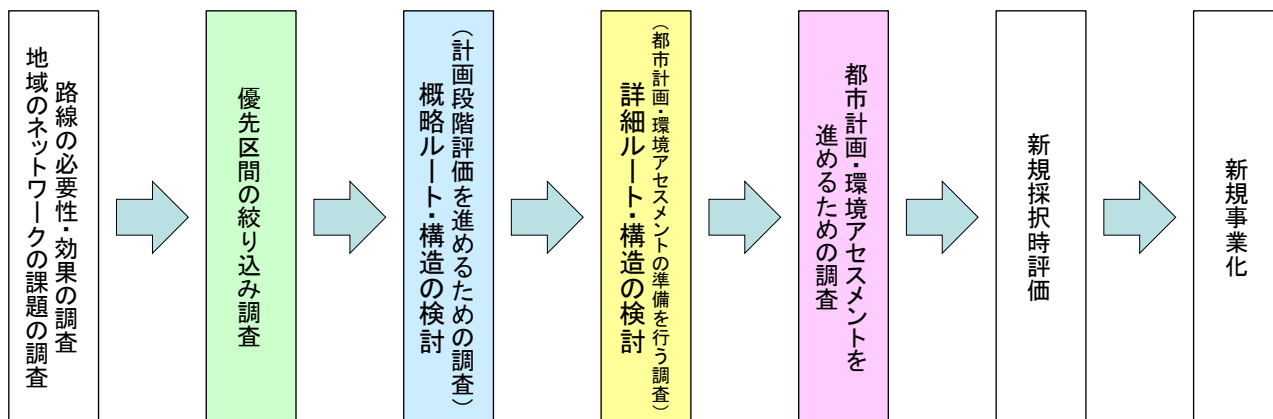 路線の必要性・効果の調査
地域のネットワークの課題の調査
優先区間の絞り込み調査
（計画段階評価を進めるための調査）
概略ルート・構造の検討
（都市計画・環境アセスメントの準備を行う調査）
詳細ルート・構造の検討
都市計画・環境アセスメントを
進めるための調査
新規採択時評価
新規事業化